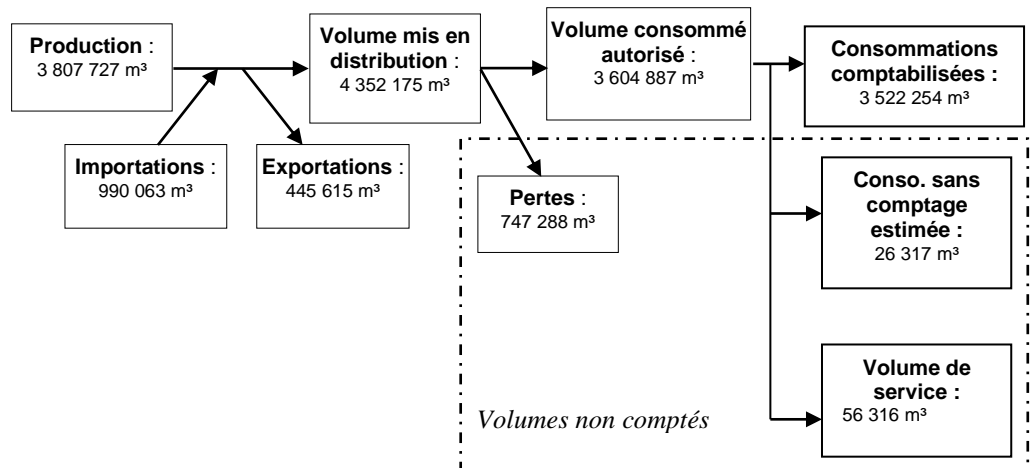 Production :
3 807 727 m³
Volume mis en
distribution :
4 352 175 m³
Volume consommé
autorisé :
3 604 887 m³
Consommations
comptabilisées :
3 522 254 m³
Importations :
990 063 m³
Exportations :
445 615 m³
Pertes :
747 288 m³
Conso. sans
comptage
estimée :
26 317 m³
Volume de
service :
56 316 m³
Volumes non comptés